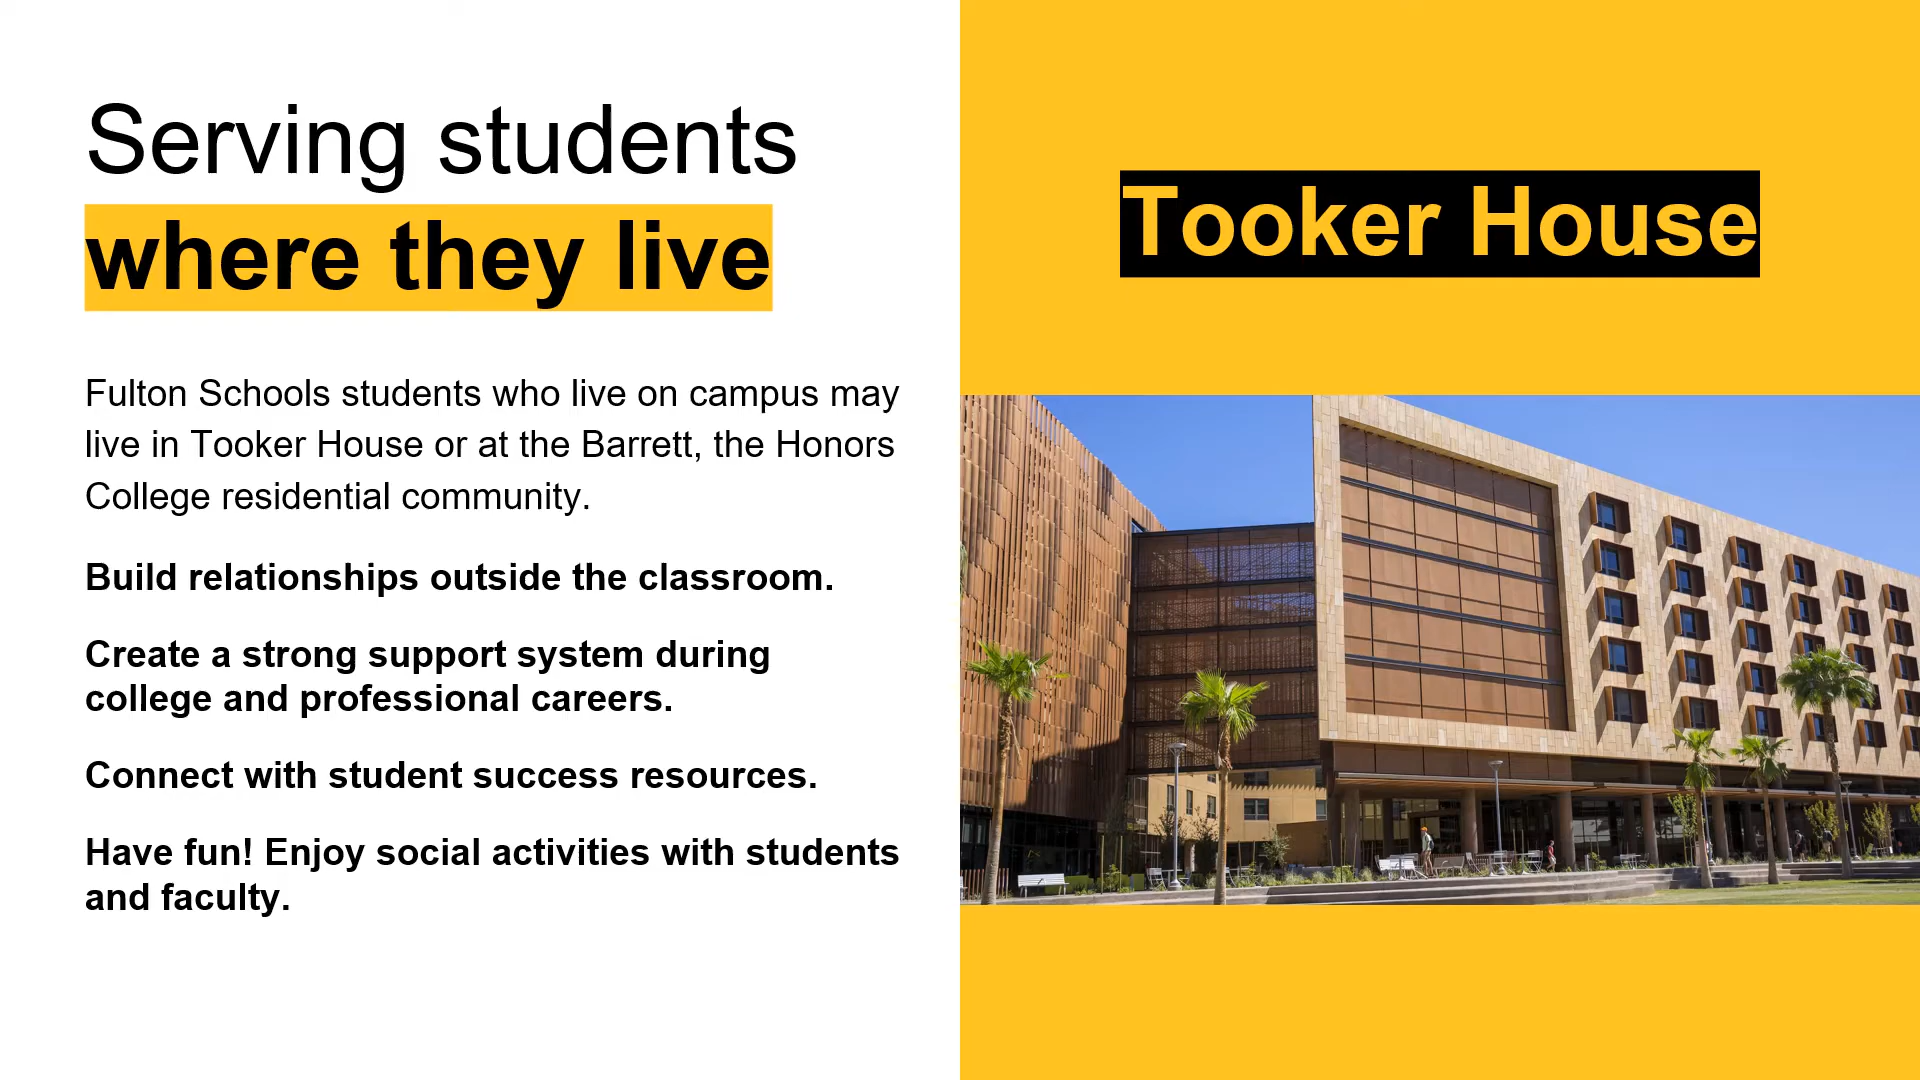 Serving students
where they live
Fulton Schools students who live on campus may
live in Tooker House or at the Barrett, the Honors
College residential community.
Build relationships outside the classroom.
Create a strong support system during
college and professional careers.
Connect with student success resources.
Have fun! Enjoy social activities with students
and faculty.
Tooker House